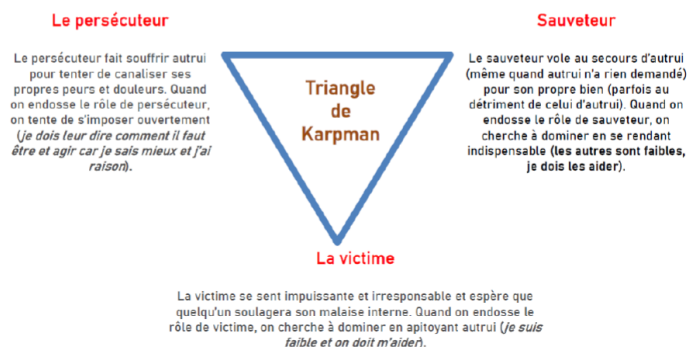 Le persécuteur
Sauveteur
Le persécuteur fait souffrir autrui
pour tenter de canaliser ses
propres peurs et douleurs. Quand
on endosse le rôle de persécuteur,
on tente de s'imposer ouvertement
(je dois leur dire comment il faut
être et agir car je sais mieux et j'ai
raison).
Triangle
de
Karpman
Le sauveteur vole au secours d'autrui
(même quand autrui n'a rien demandé)
pour son propre bien (parfois au
détriment de celui d'autrui). Quand on
endosse le rôle de sauveteur, on
cherche à dominer en se rendant
indispensable (les autres sont faibles,
je dois les aider).
La victime
La victime se sent impuissante et irresponsable et espère que
quelqu'un soulagera son malaise interne. Quand on endosse le
rôle de victime, on cherche à dominer en apitoyant autrui (je suis
faible et on doit m'aider).